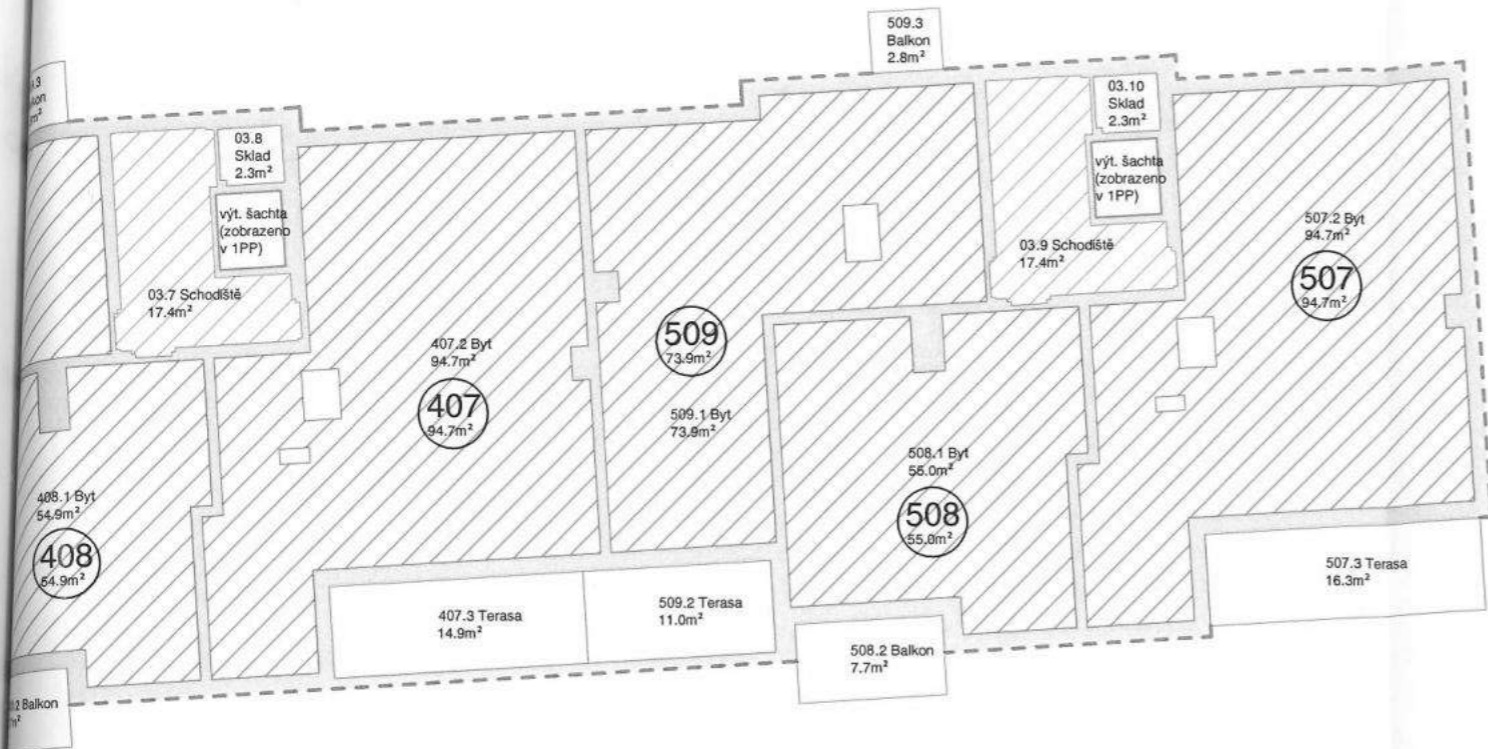 509.3
Balkon
2.8m²
03.8
Sklad
2.3m²
výt. šachta
(zobrazeno
v 1PP)
03.7 Schodiště
17.4m²
03.10
Sklad
2.3m²
výt. šachta
(zobrazeno
v 1PP)
03.9 Schodiště
17.4m²
507.2 Byt
94.7m²
507
94.7m²
407.2 Byt
94.7m²
407
94.7m²
509
73.9m²
509.1 Byt
73.9m²
508.1 Byt
55.0m²
508
55.0m²
408.1 Byt
54.9m²
408
54.9m²
407.3 Terasa
14.9m²
509.2 Terasa
11.0m²
507.3 Terasa
16.3m²
508.2 Balkon
7.7m²
Balkon